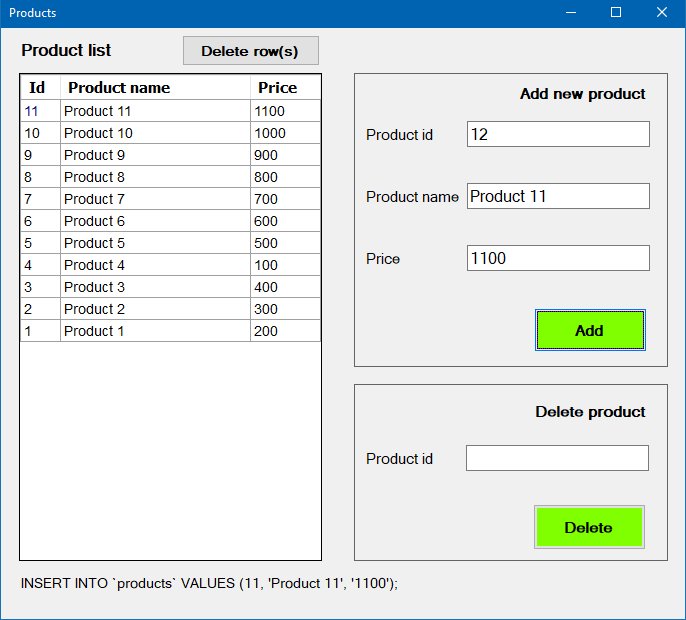 Products
Product list
Delete row(s)
Id Product name Price
11 Product 11 1100
10 Product 10 1000
9 Product 9 900
8 Product 8 800
7 Product 7 700
6 Product 6 600
5 Product 5 500
4 Product 4 100
3 Product 3 400
2 Product 2 300
1 Product 1 200
Add new product
Product id 12
Product name Product 11
Price 1100
Add
Delete product
Product id
Delete
INSERT INTO `products` VALUES (11, 'Product 11', '1100');